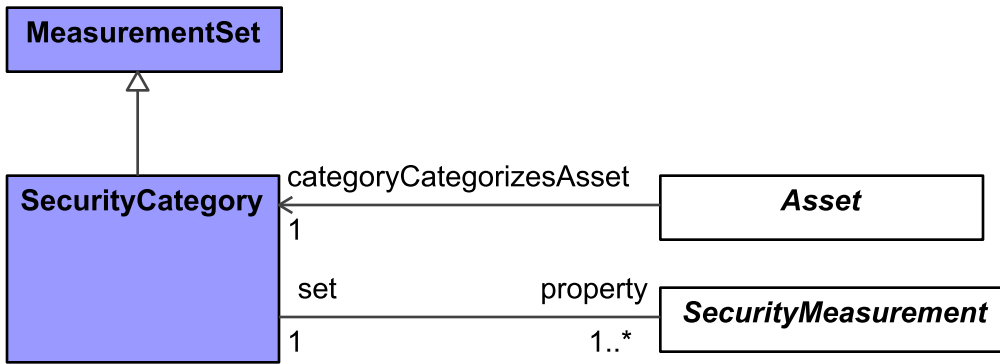 MeasurementSet
SecurityCategory
categoryCategorizesAsset
1
Asset
set
property
1
1..*
SecurityMeasurement